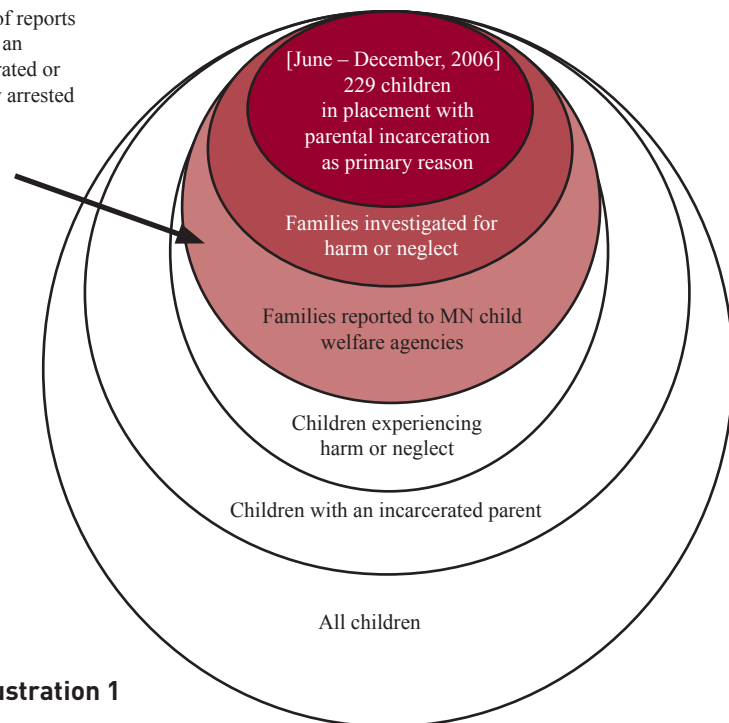 of reports
an
rated or
arrested
[June – December, 2006]
229 children
in placement with
parental incarceration
as primary reason
Families investigated for
harm or neglect
Families reported to MN child
welfare agencies
Children experiencing
harm or neglect
Children with an incarcerated parent
All children
ustration 1